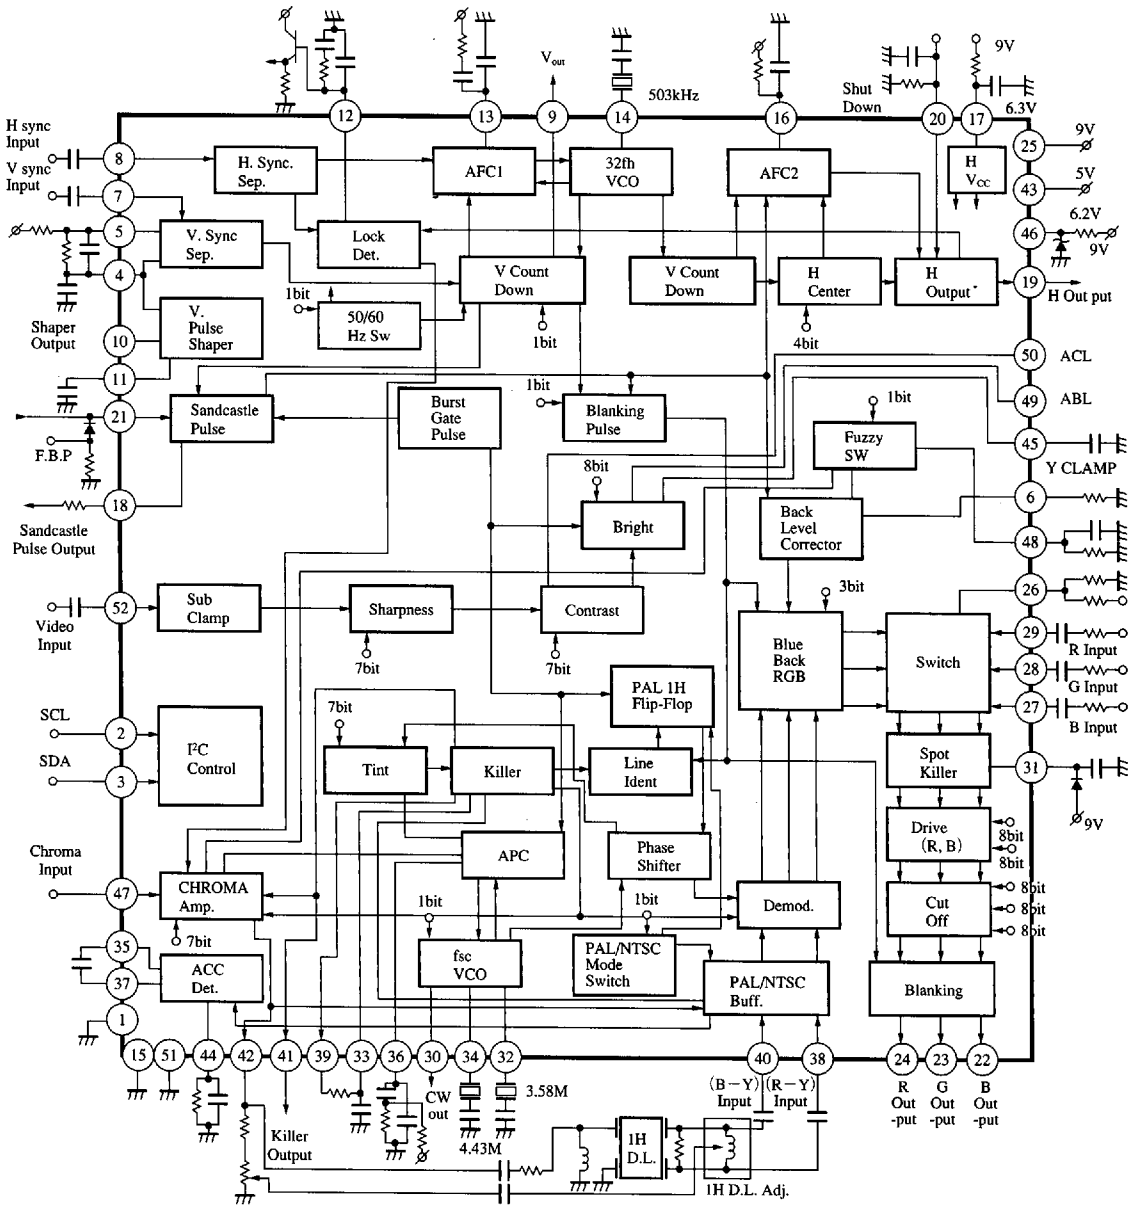 12
13
9
14
16
20
17
V out
503kHz
Shut
Down
9V
6.3V
H sync
Input
V sync
Input
8
7
5
4
10
11
21
18
52
2
3
47
35
37
1
H. Sync.
Sep.
AFC1
32fh
VCO
AFC2
H
VCC
25
9V
43
5V
46
6.2V
9V
19
H Out put
V. Sync
Sep.
Lock
Det.
V Count
Down
V Count
Down
H
Center
H
Output
1bit
50/60
Hz Sw
1bit
4bit
V.
Pulse
Shaper
Shaper
Output
50
ACL
49
ABL
45
Y CLAMP
6
48
26
Sandcastle
Pulse
Burst
Gate
Pulse
1bit
Blanking
Pulse
1bit
Fuzzy
SW
F.B.P
8bit
Bright
Back
Level
Corrector
Sandcastle
Pulse Output
Video
Input
Sub
Clamp
Sharpness
7bit
Contrast
7bit
3bit
Blue
Back
RGB
Switch
29
R Input
28
G Input
27
B Input
SCL
SDA
I²C
Control
7bit
Tint
Killer
PAL 1H
Flip-Flop
Line
Ident
Spot
Killer
31
9V
Chroma
Input
CHROMA
Amp.
7bit
APC
Phase
Shifter
Drive
(R, B)
8bit
8bit
Demod.
Cut
Off
8bit
8bit
8bit
ACC
Det.
1bit
fsc
VCO
1bit
PAL/NTSC
Mode
Switch
PAL/NTSC
Buff.
Blanking
15
51
44
42
41
39
33
36
30
34
32
40
38
24
23
22
Killer
Output
CW
out
3.58M
4.43M
(B－Y)
Input
(R－Y)
Input
R
Out
-put
G
Out
-put
B
Out
-put
1H
D.L.
1H D.L. Adj.